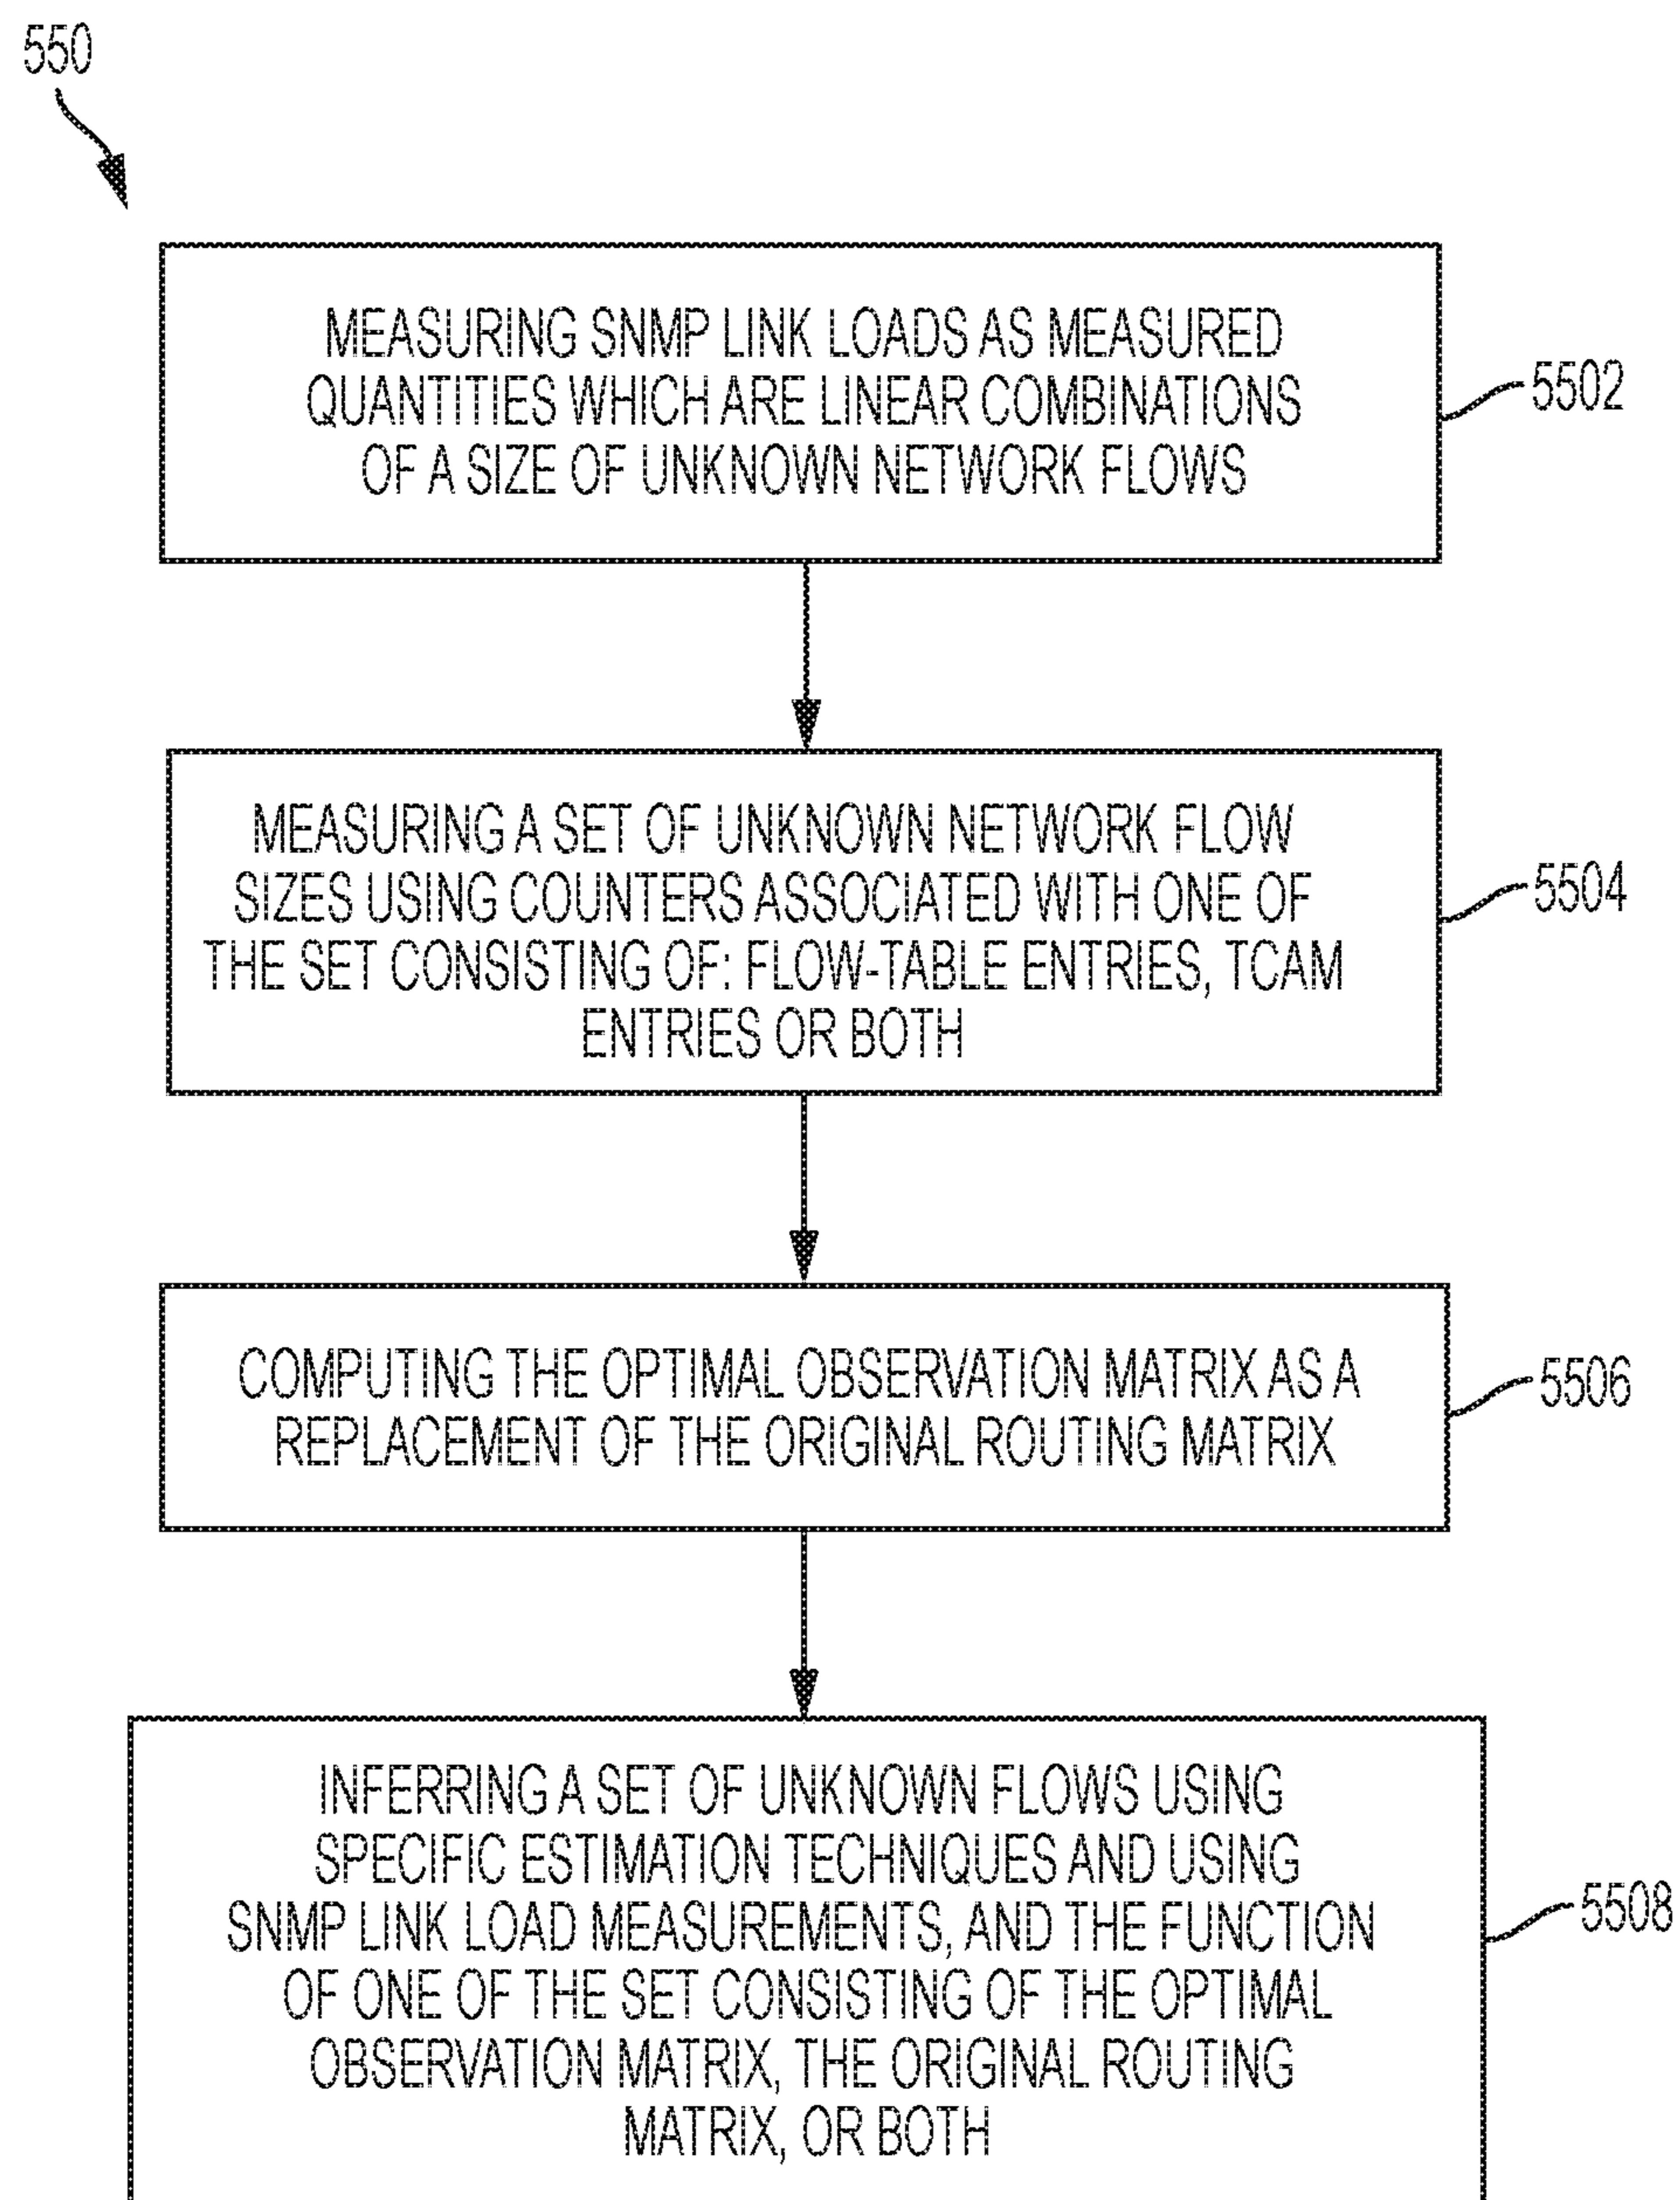 550
MEASURING SNMP LINK LOADS AS MEASURED
QUANTITIES WHICH ARE LINEAR COMBINATIONS
OF A SIZE OF UNKNOWN NETWORK FLOWS
5502
MEASURING A SET OF UNKNOWN NETWORK FLOW
SIZES USING COUNTERS ASSOCIATED WITH ONE OF
THE SET CONSISTING OF: FLOW-TABLE ENTRIES, TCAM
ENTRIES OR BOTH
5504
COMPUTING THE OPTIMAL OBSERVATION MATRIX AS A
REPLACEMENT OF THE ORIGINAL ROUTING MATRIX
5506
INFERRING A SET OF UNKNOWN FLOWS USING
SPECIFIC ESTIMATION TECHNIQUES AND USING
SNMP LINK LOAD MEASUREMENTS, AND THE FUNCTION
OF ONE OF THE SET CONSISTING OF THE OPTIMAL
OBSERVATION MATRIX, THE ORIGINAL ROUTING
MATRIX, OR BOTH
5508